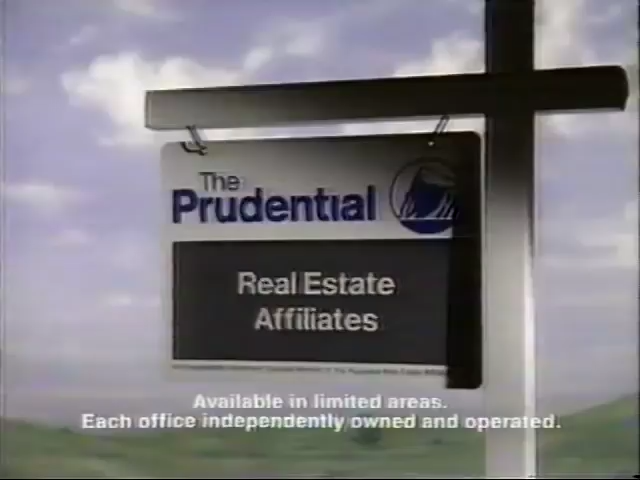 The
Prudential
Real Estate
Affiliates
Available in limited areas.
Each office independently owned and operated.